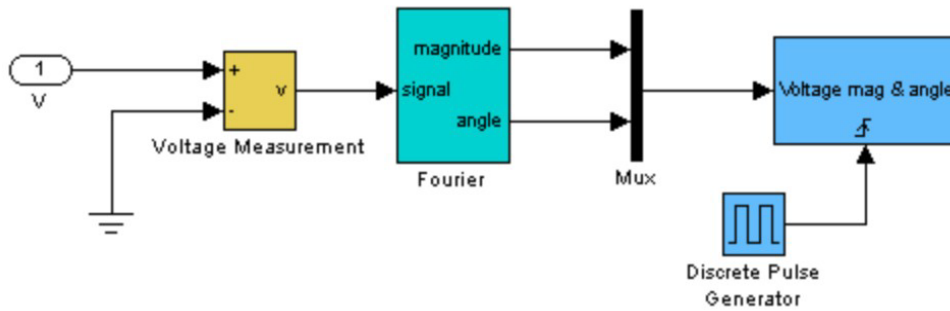 1
V
+
-
v
Voltage Measurement
magnitude
signal
angle
Fourier
Mux
Voltage mag & angle
Discrete Pulse
Generator